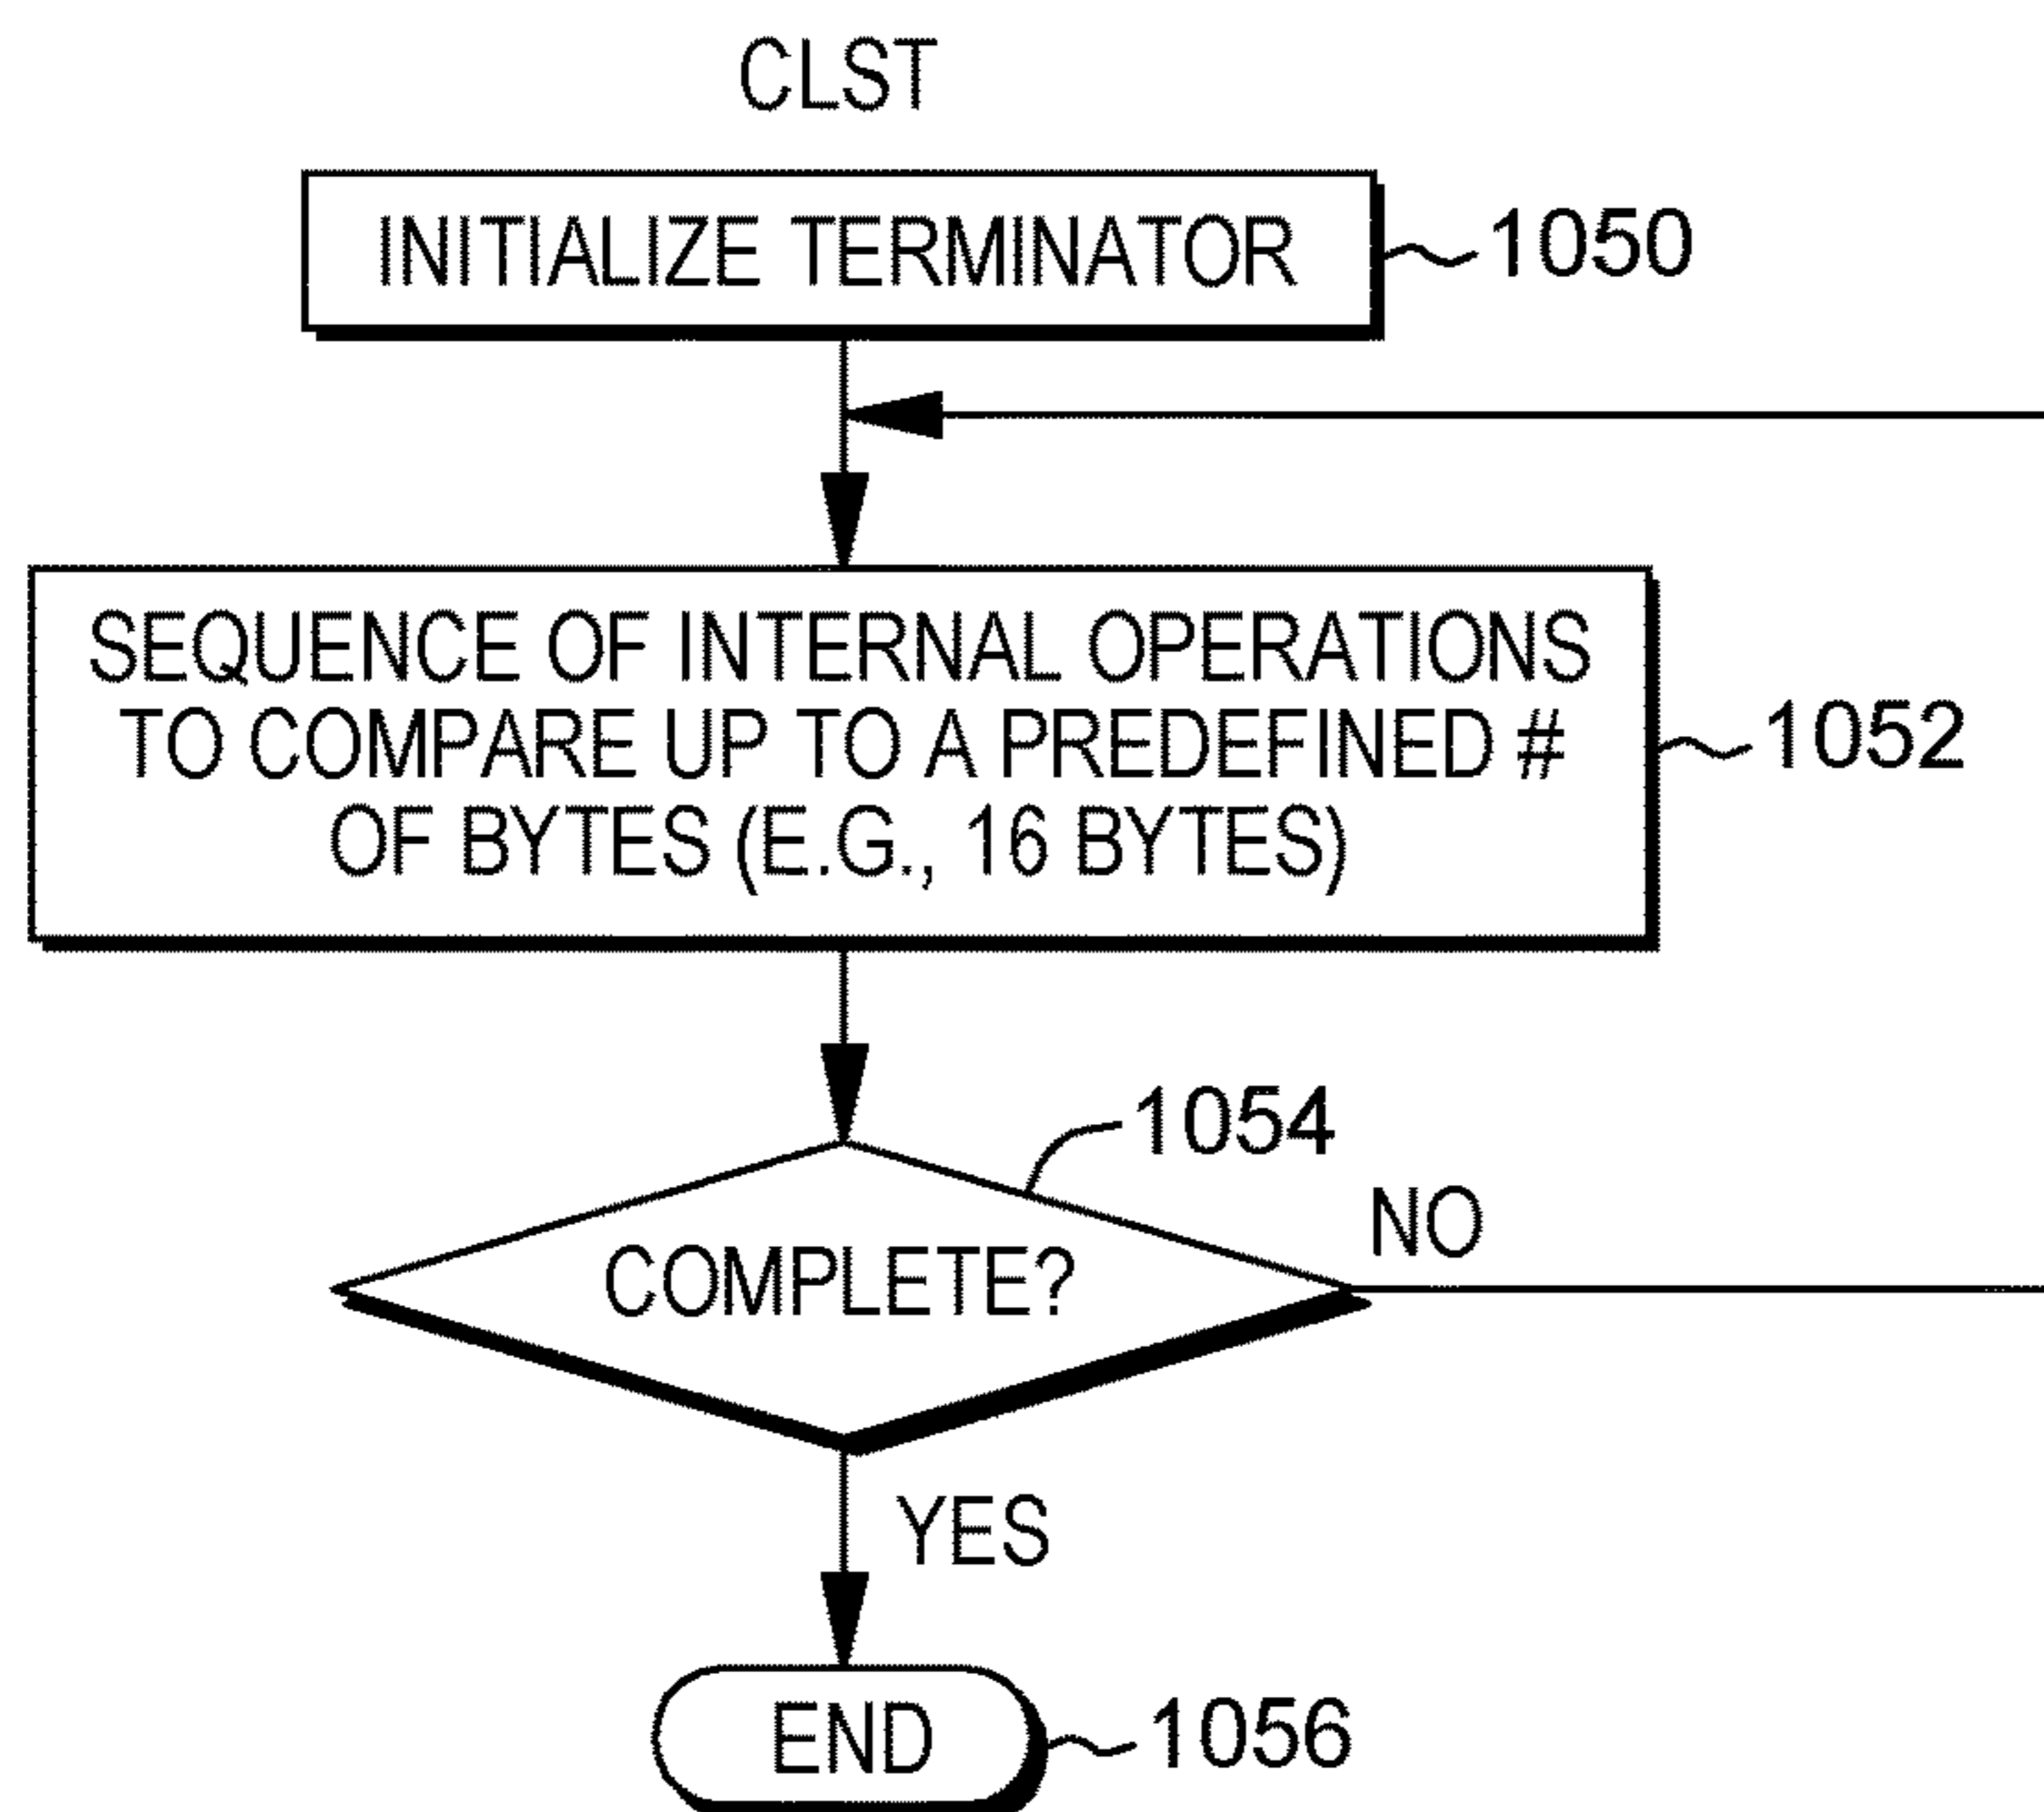 CLST
INITIALIZE TERMINATOR
1050
SEQUENCE OF INTERNAL OPERATIONS
TO COMPARE UP TO A PREDEFINED #
OF BYTES (E.G., 16 BYTES)
1052
1054
COMPLETE?
NO
YES
END
1056